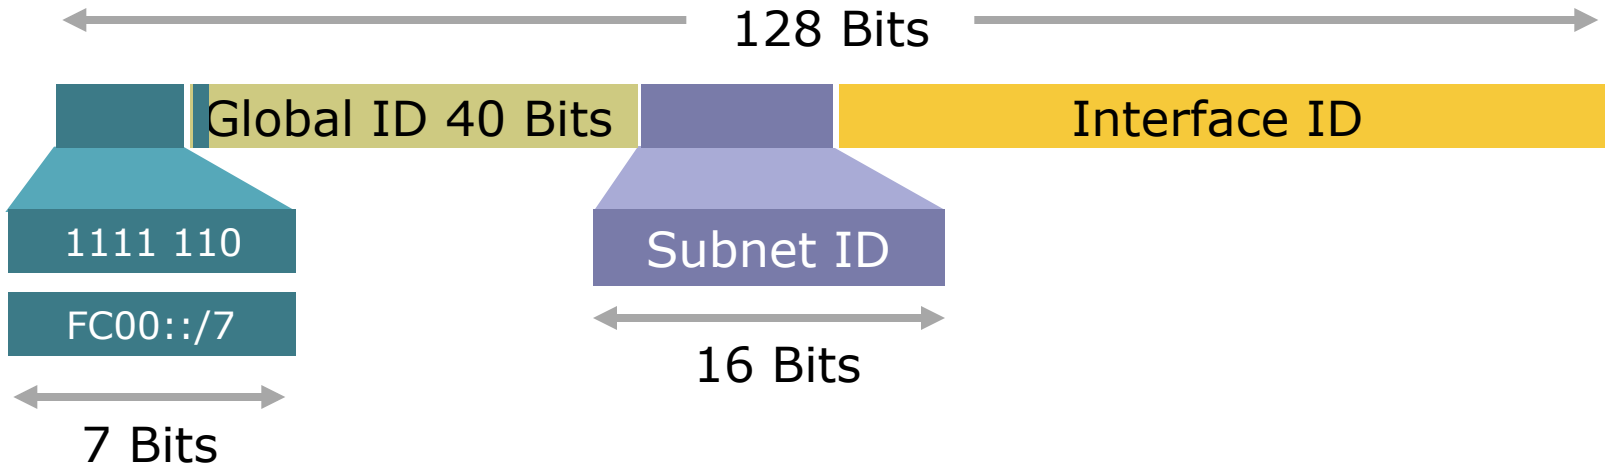 128 Bits
Global ID 40 Bits
Interface ID
1111 110
Subnet ID
FC00::/7
16 Bits
7 Bits